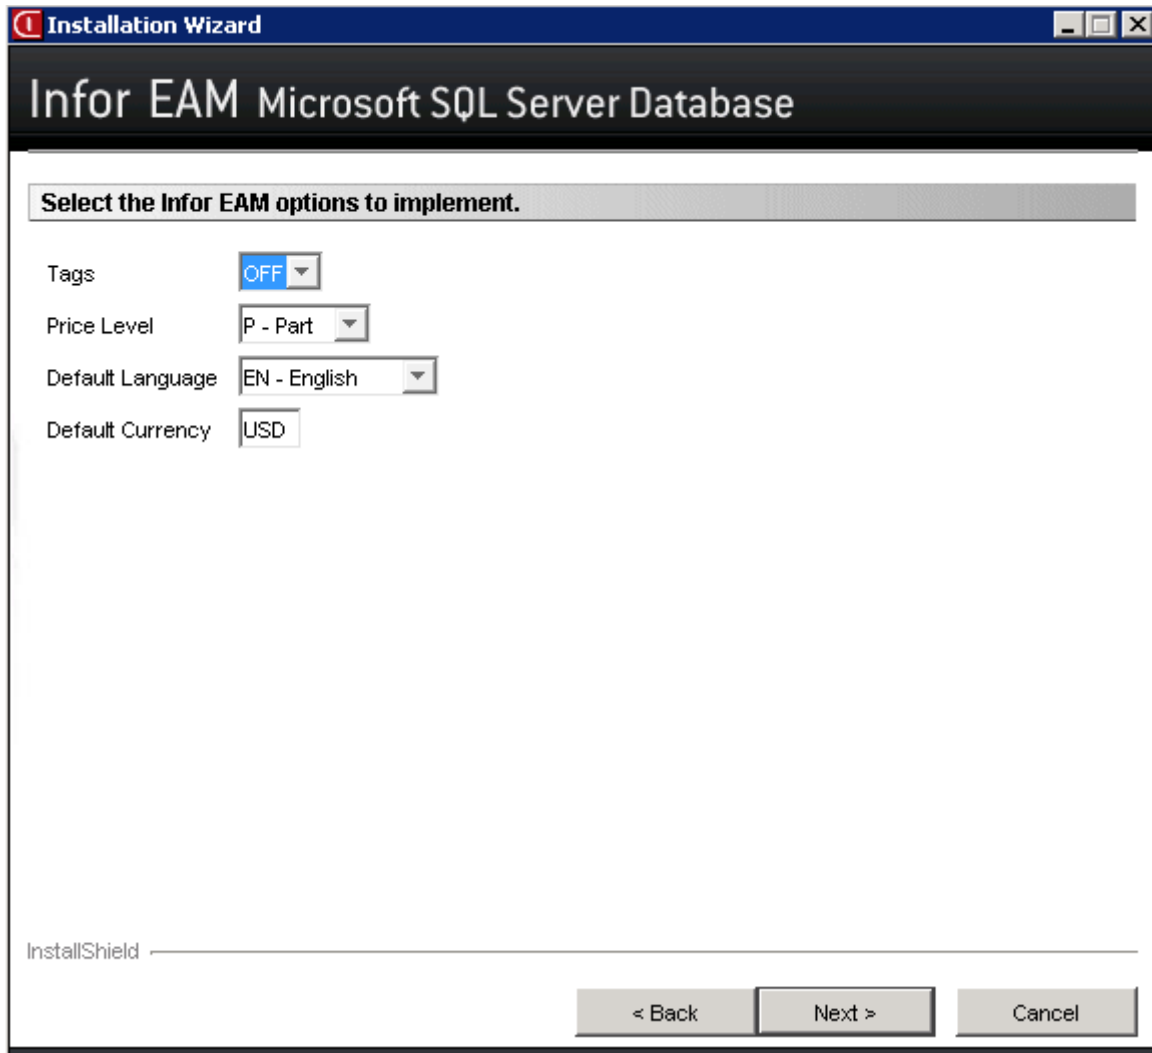 Installation Wizard
Infor EAM Microsoft SQL Server Database
Select the Infor EAM options to implement.
Tags OFF
Price Level P - Part
Default Language EN - English
Default Currency USD
InstallShield
< Back Next > Cancel